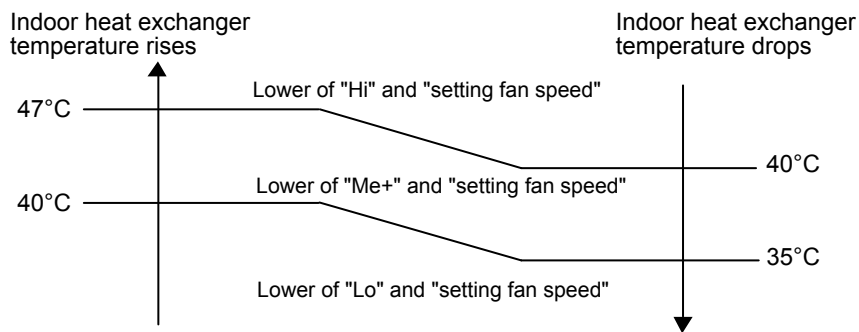 Indoor heat exchanger
temperature rises
Indoor heat exchanger
temperature drops
Lower of "Hi" and "setting fan speed"
47°C
40°C
Lower of "Me+" and "setting fan speed"
40°C
35°C
Lower of "Lo" and "setting fan speed"